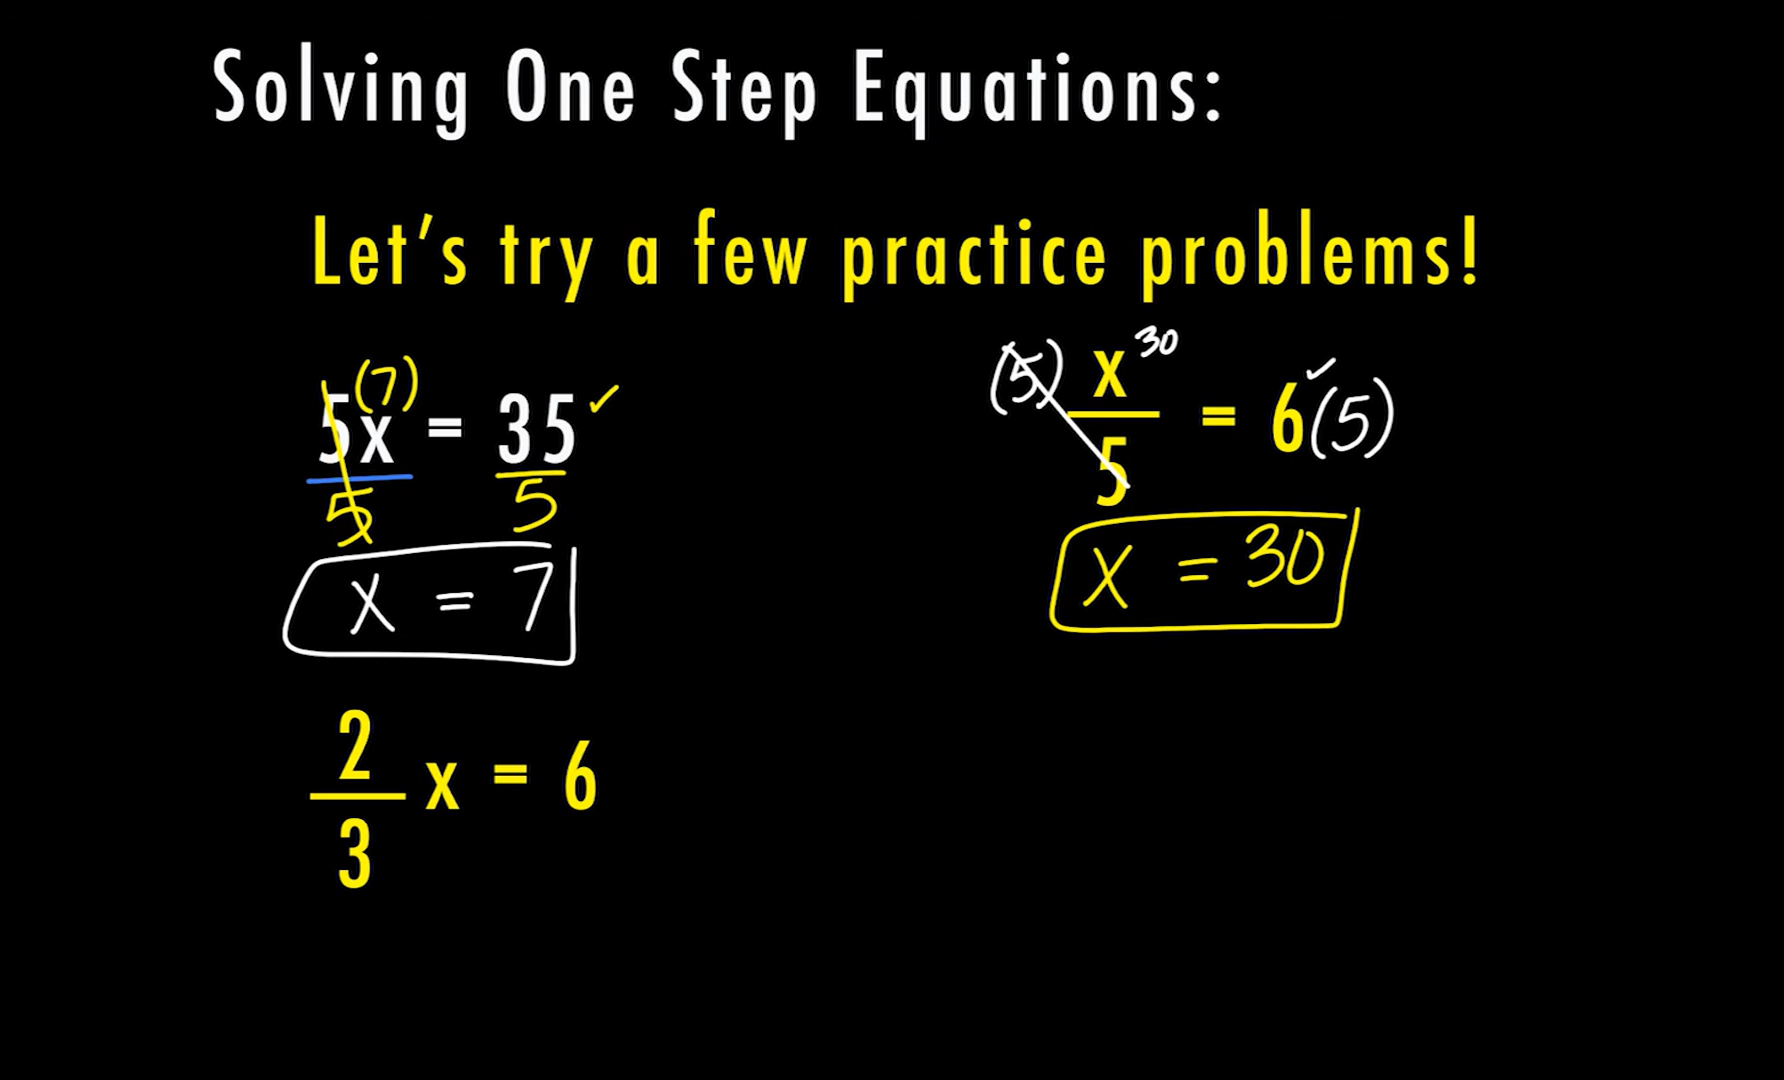 Solving One Step Equations:
Let's try a few practice problems!
5x(7) = 35 ✓
5 5
x = 7
(5) x 30 = 6 ✓ (5)
5
x = 30
2
x = 6
3